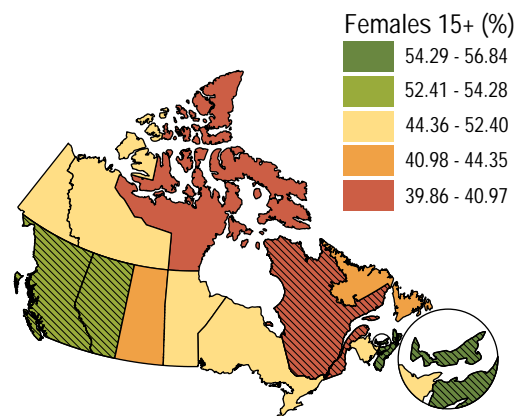 Females 15+ (%)
54.29 - 56.84
52.41 - 54.28
44.36 - 52.40
40.98 - 44.35
39.86 - 40.97